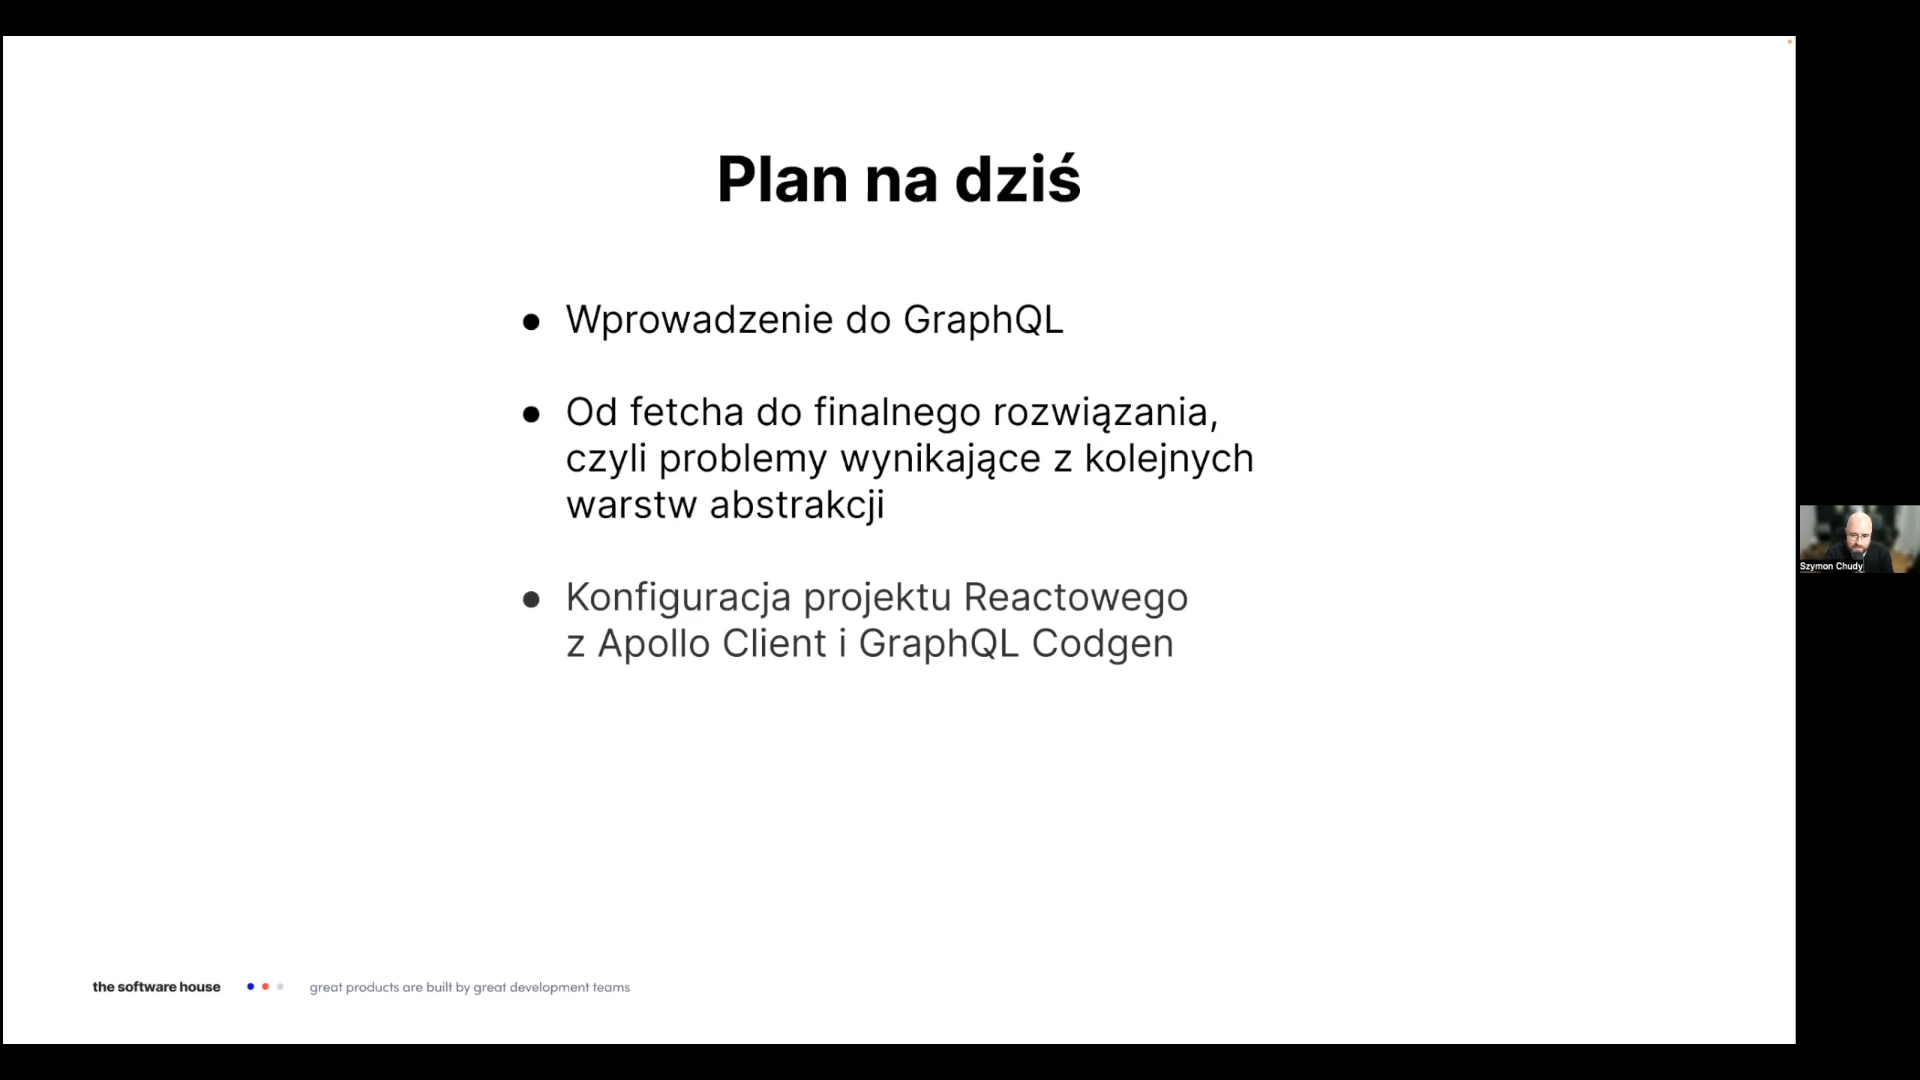 Plan na dziś
● Wprowadzenie do GraphQL
● Od fetcha do finalnego rozwiązania,
czyli problemy wynikające z kolejnych
warstw abstrakcji
● Konfiguracja projektu Reactowego
z Apollo Client i GraphQL Codgen
Szymon Chudy
the software house
great products are built by great development teams